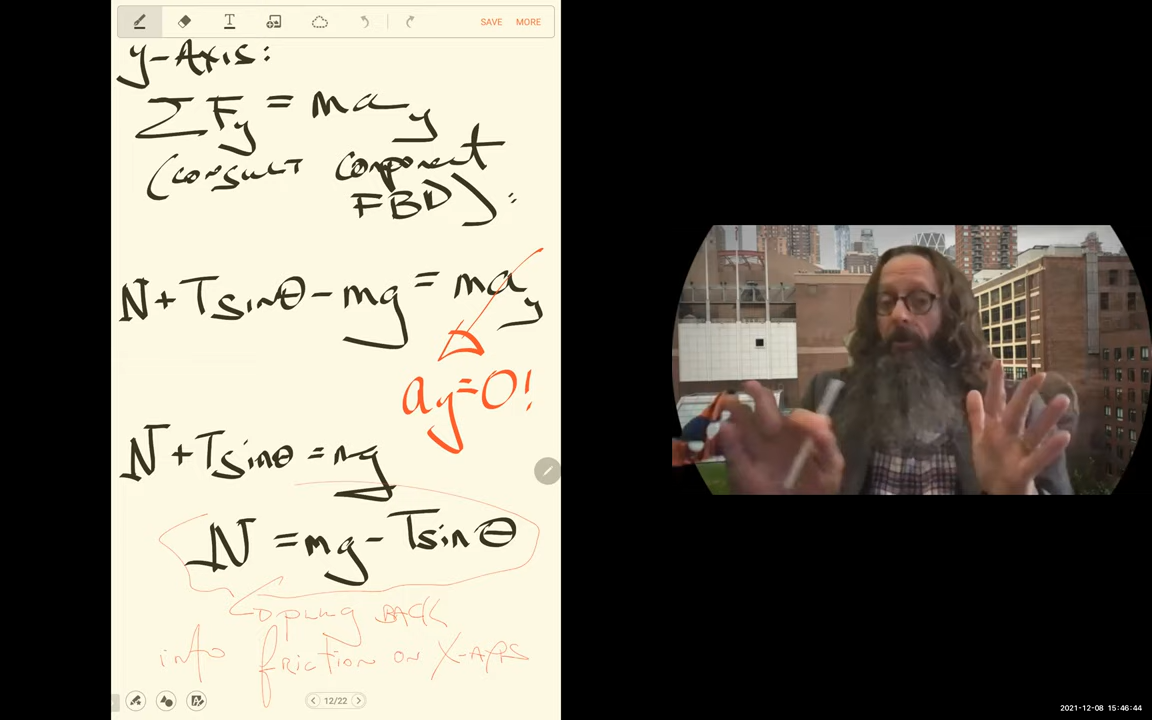 SAVE MORE
y-Axis:
ΣFy = may
(consult component
FBD):
N+Tsinθ-mg = may
ay=0!
N+Tsinθ=mg
N=mg-Tsinθ
BACK
into friction on X-AXIS
12/22
2021-12-08 15:46:44